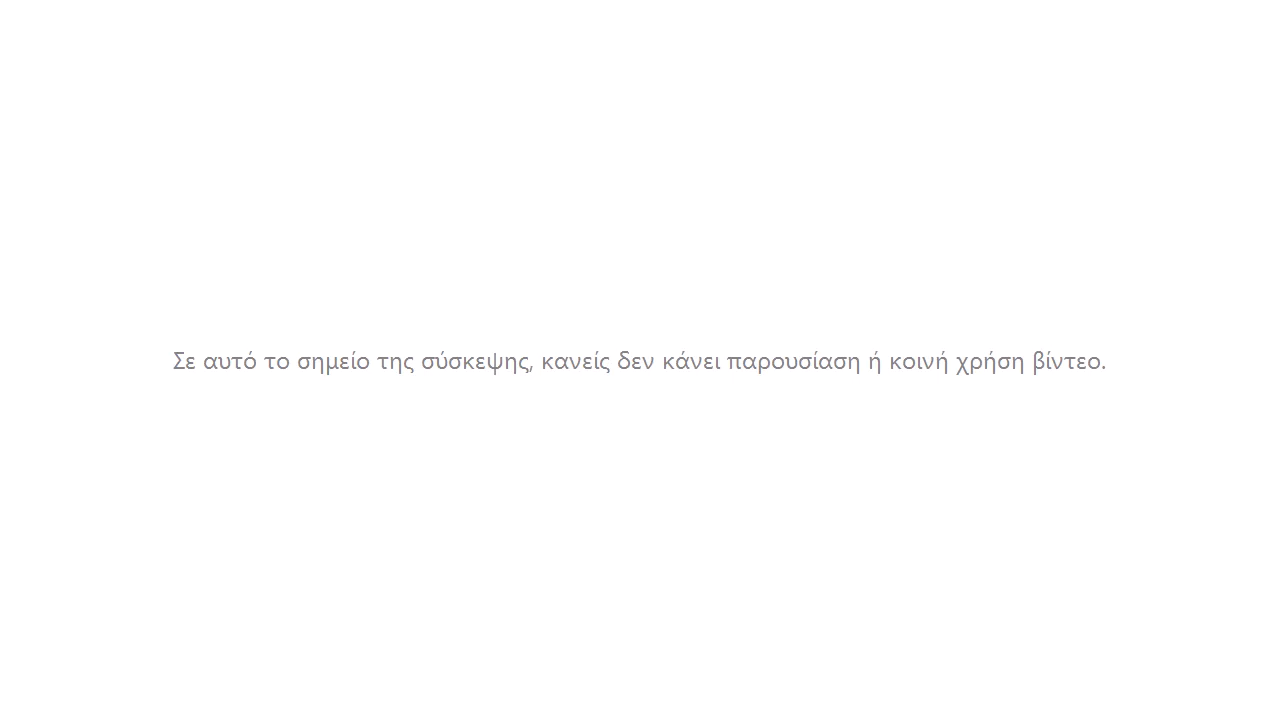 Σε αυτό το σημείο της σύσκεψης, κανείς δεν κάνει παρουσίαση ή κοινή χρήση βίντεο.